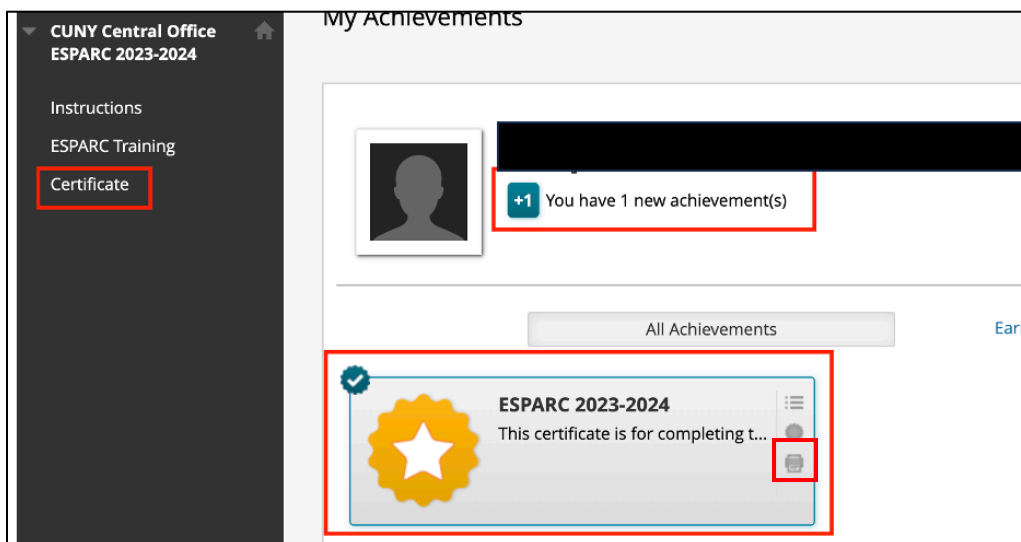 My Achievements
CUNY Central Office
ESPARC 2023-2024
Instructions
ESPARC Training
Certificate
+1 You have 1 new achievement(s)
All Achievements
Ear
ESPARC 2023-2024
This certificate is for completing t...